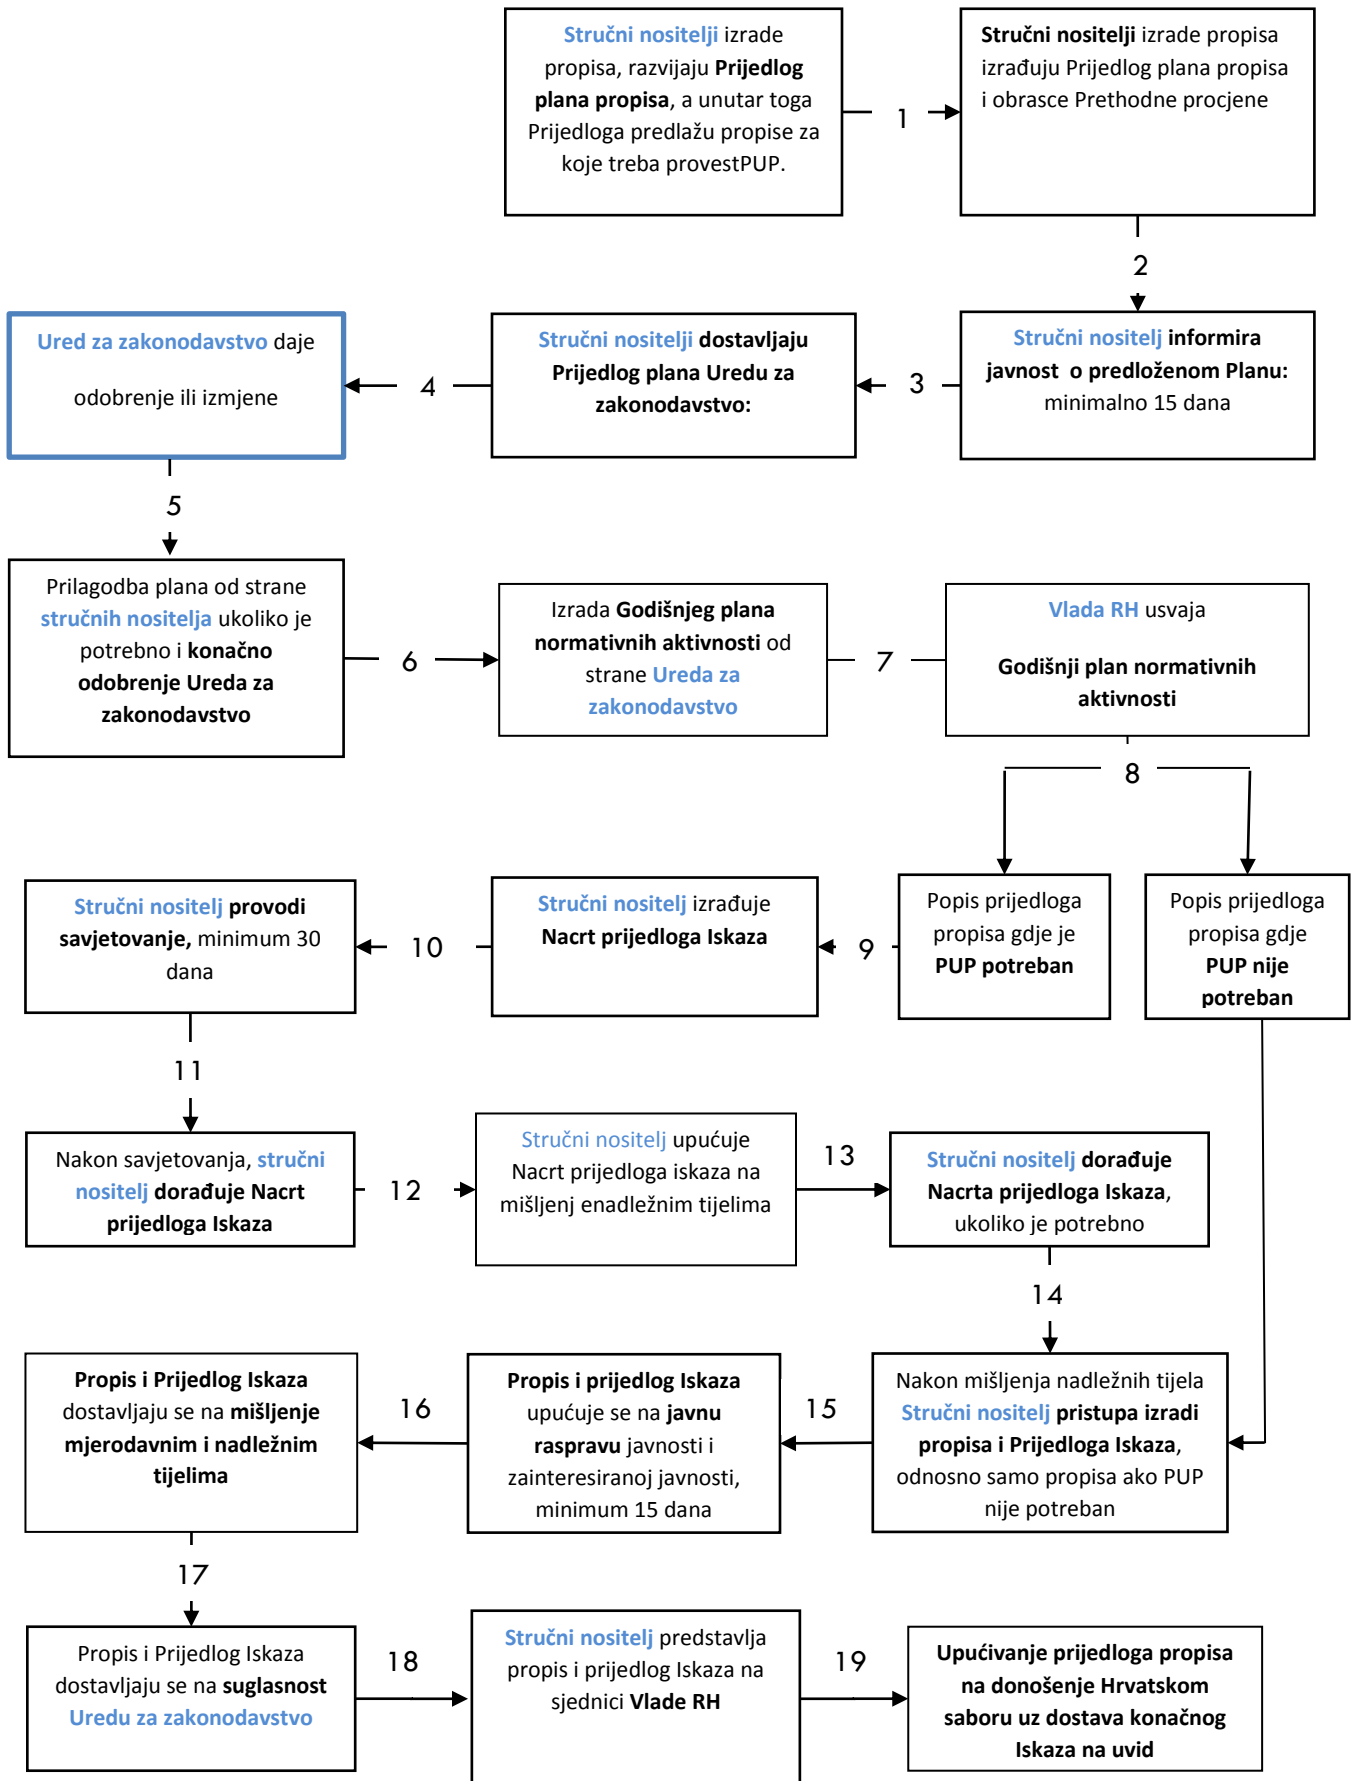 Stručni nositelji izrade
propisa, razvijaju Prijedlog
plana propisa, a unutar toga
Prijedloga predlažu propise za
koje treba provestPUP.
1
Stručni nositelji izrade propisa
izrađuju Prijedlog plana propisa
i obrasce Prethodne procjene
2
Stručni nositelj informira
javnost  o predloženom Planu:
minimalno 15 dana
3
Stručni nositelji dostavljaju
Prijedlog plana Uredu za
zakonodavstvo:
4
Ured za zakonodavstvo daje
odobrenje ili izmjene
5
Prilagodba plana od strane
stručnih nositelja ukoliko je
potrebno i konačno
odobrenje Ureda za
zakonodavstvo
6
Izrada Godišnjeg plana
normativnih aktivnosti od
strane Ureda za
zakonodavstvo
7
Vlada RH usvaja
Godišnji plan normativnih
aktivnosti
8
Popis prijedloga
propisa gdje je
PUP potreban
Popis prijedloga
propisa gdje
PUP nije
potreban
9
Stručni nositelj izrađuje
Nacrt prijedloga Iskaza
10
Stručni nositelj provodi
savjetovanje, minimum 30
dana
11
Nakon savjetovanja, stručni
nositelj dorađuje Nacrt
prijedloga Iskaza
12
Stručni nositelj upućuje
Nacrt prijedloga iskaza na
mišljenj enadležnim tijelima
13
Stručni nositelj dorađuje
Nacrta prijedloga Iskaza,
ukoliko je potrebno
14
Nakon mišljenja nadležnih tijela
Stručni nositelj pristupa izradi
propisa i Prijedloga Iskaza,
odnosno samo propisa ako PUP
nije potreban
15
Propis i prijedlog Iskaza
upućuje se na javnu
raspravu javnosti i
zainteresiranoj javnosti,
minimum 15 dana
16
Propis i Prijedlog Iskaza
dostavljaju se na mišljenje
mjerodavnim i nadležnim
tijelima
17
Propis i Prijedlog Iskaza
dostavljaju se na suglasnost
Uredu za zakonodavstvo
18
Stručni nositelj predstavlja
propis i prijedlog Iskaza na
sjednici Vlade RH
19
Upućivanje prijedloga propisa
na donošenje Hrvatskom
saboru uz dostava konačnog
Iskaza na uvid